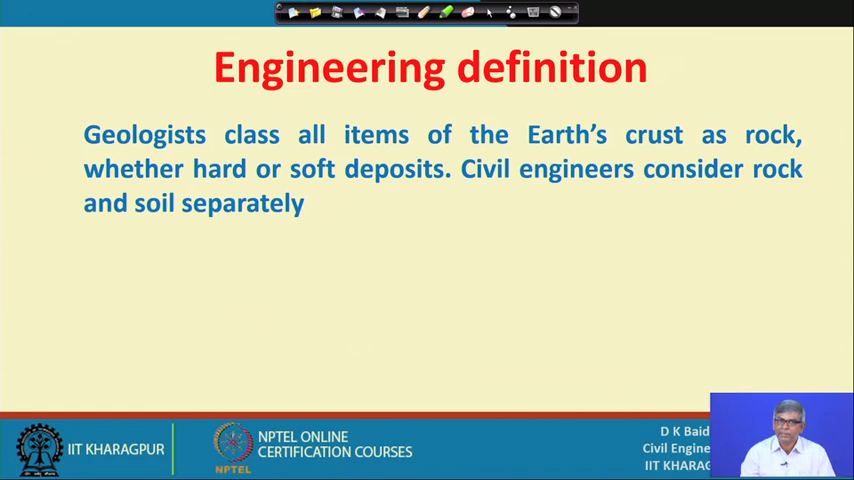 Engineering definition
Geologists class all items of the Earth's crust as rock,
whether hard or soft deposits. Civil engineers consider rock
and soil separately
IIT KHARAGPUR
NPTEL
NPTEL ONLINE
CERTIFICATION COURSES
D K Baid
Civil Engine
IIT KHARAG